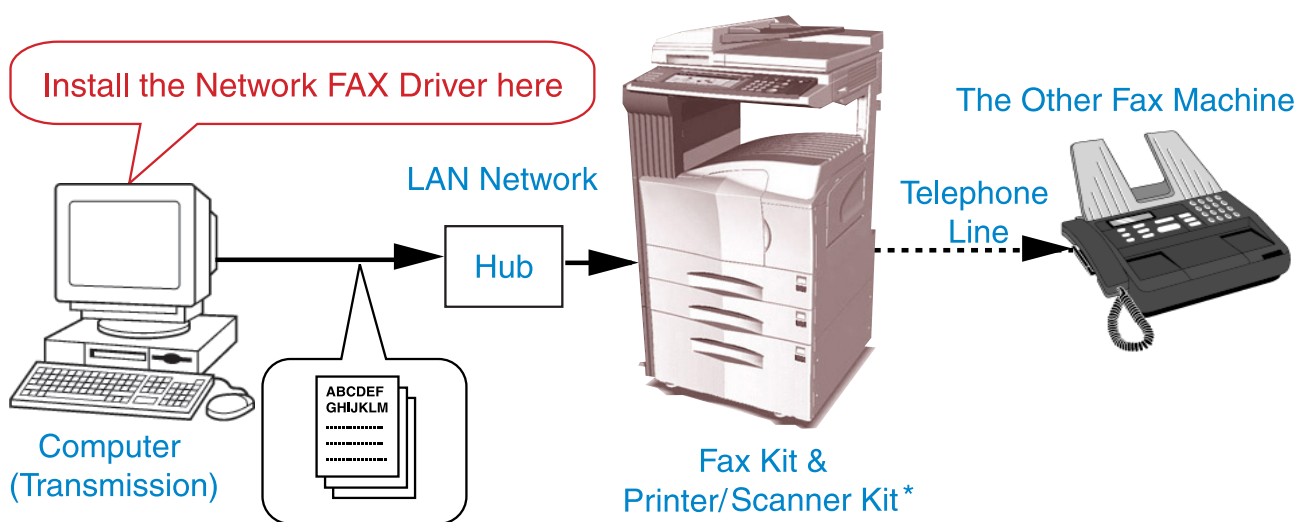 Install the Network FAX Driver here
The Other Fax Machine
LAN Network
Telephone
Line
Hub
ABCDEF
GHIJKLM
Computer
(Transmission)
Fax Kit &
Printer/Scanner Kit*